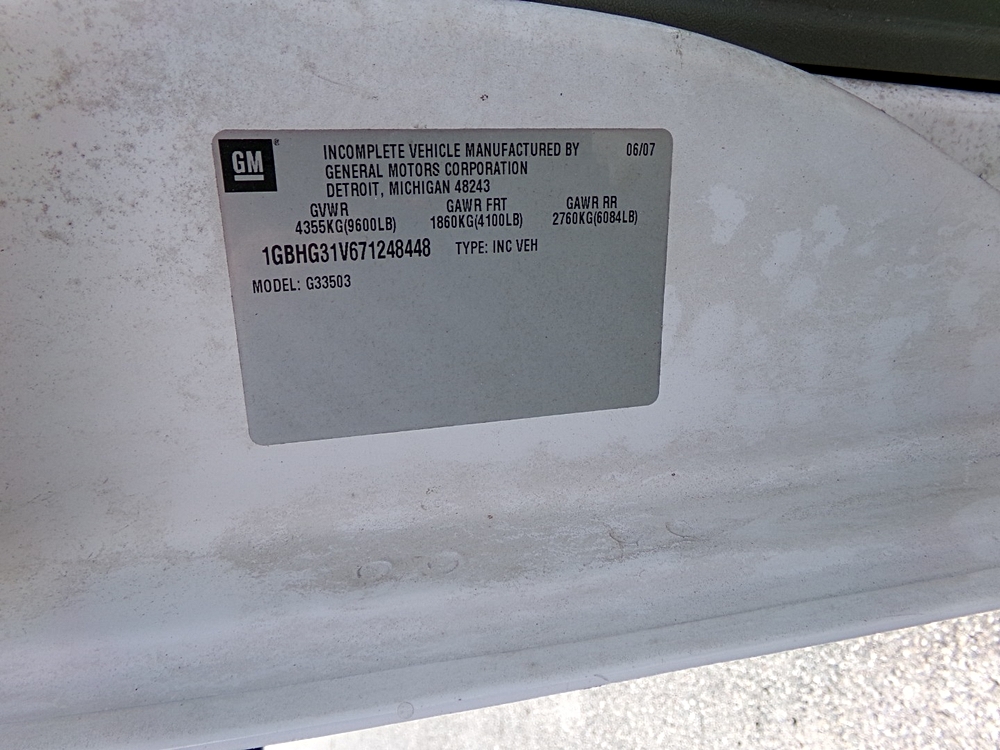 GM
INCOMPLETE VEHICLE MANUFACTURED BY 06/07
GENERAL MOTORS CORPORATION
DETROIT, MICHIGAN 48243
GVWR GAWR FRT GAWR RR
4355KG(9600LB) 1860KG(4100LB) 2760KG(6084LB)
1GBHG31V671248448 TYPE: INC VEH
MODEL: G33503